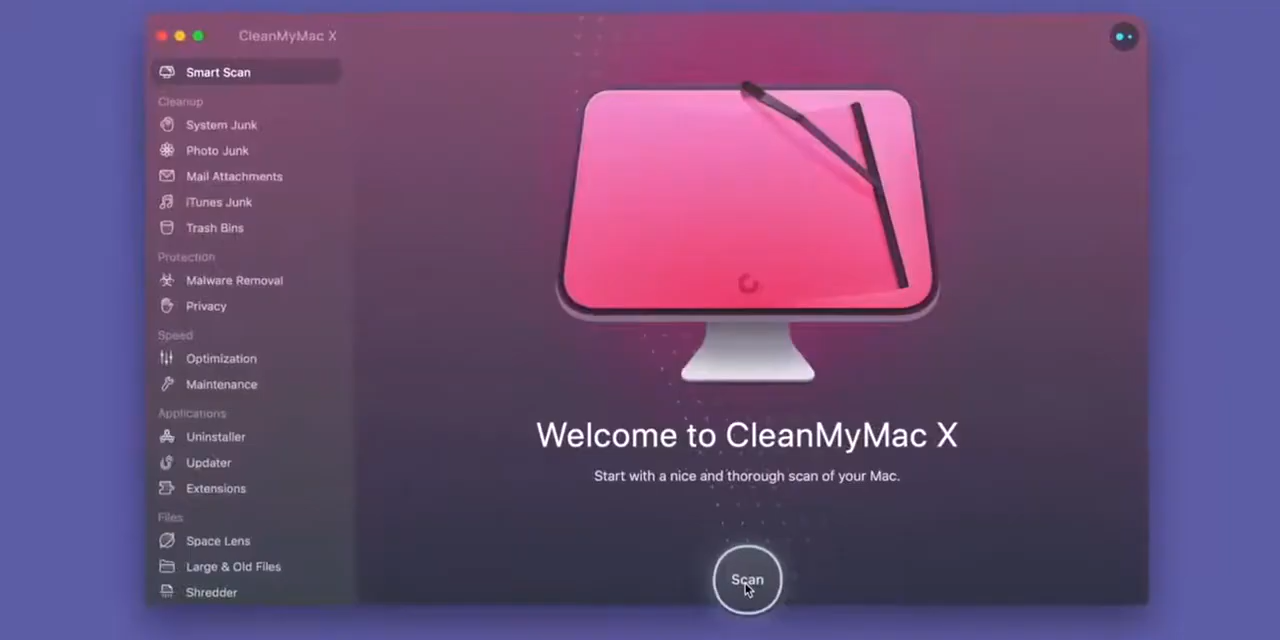 CleanMyMac X
Smart Scan
Cleanup
System Junk
Photo Junk
Mail Attachments
iTunes Junk
Trash Bins
Protection
Malware Removal
Privacy
Speed
Optimization
Maintenance
Applications
Uninstaller
Updater
Extensions
Files
Space Lens
Large & Old Files
Shredder
Welcome to CleanMyMac X
Start with a nice and thorough scan of your Mac.
Scan